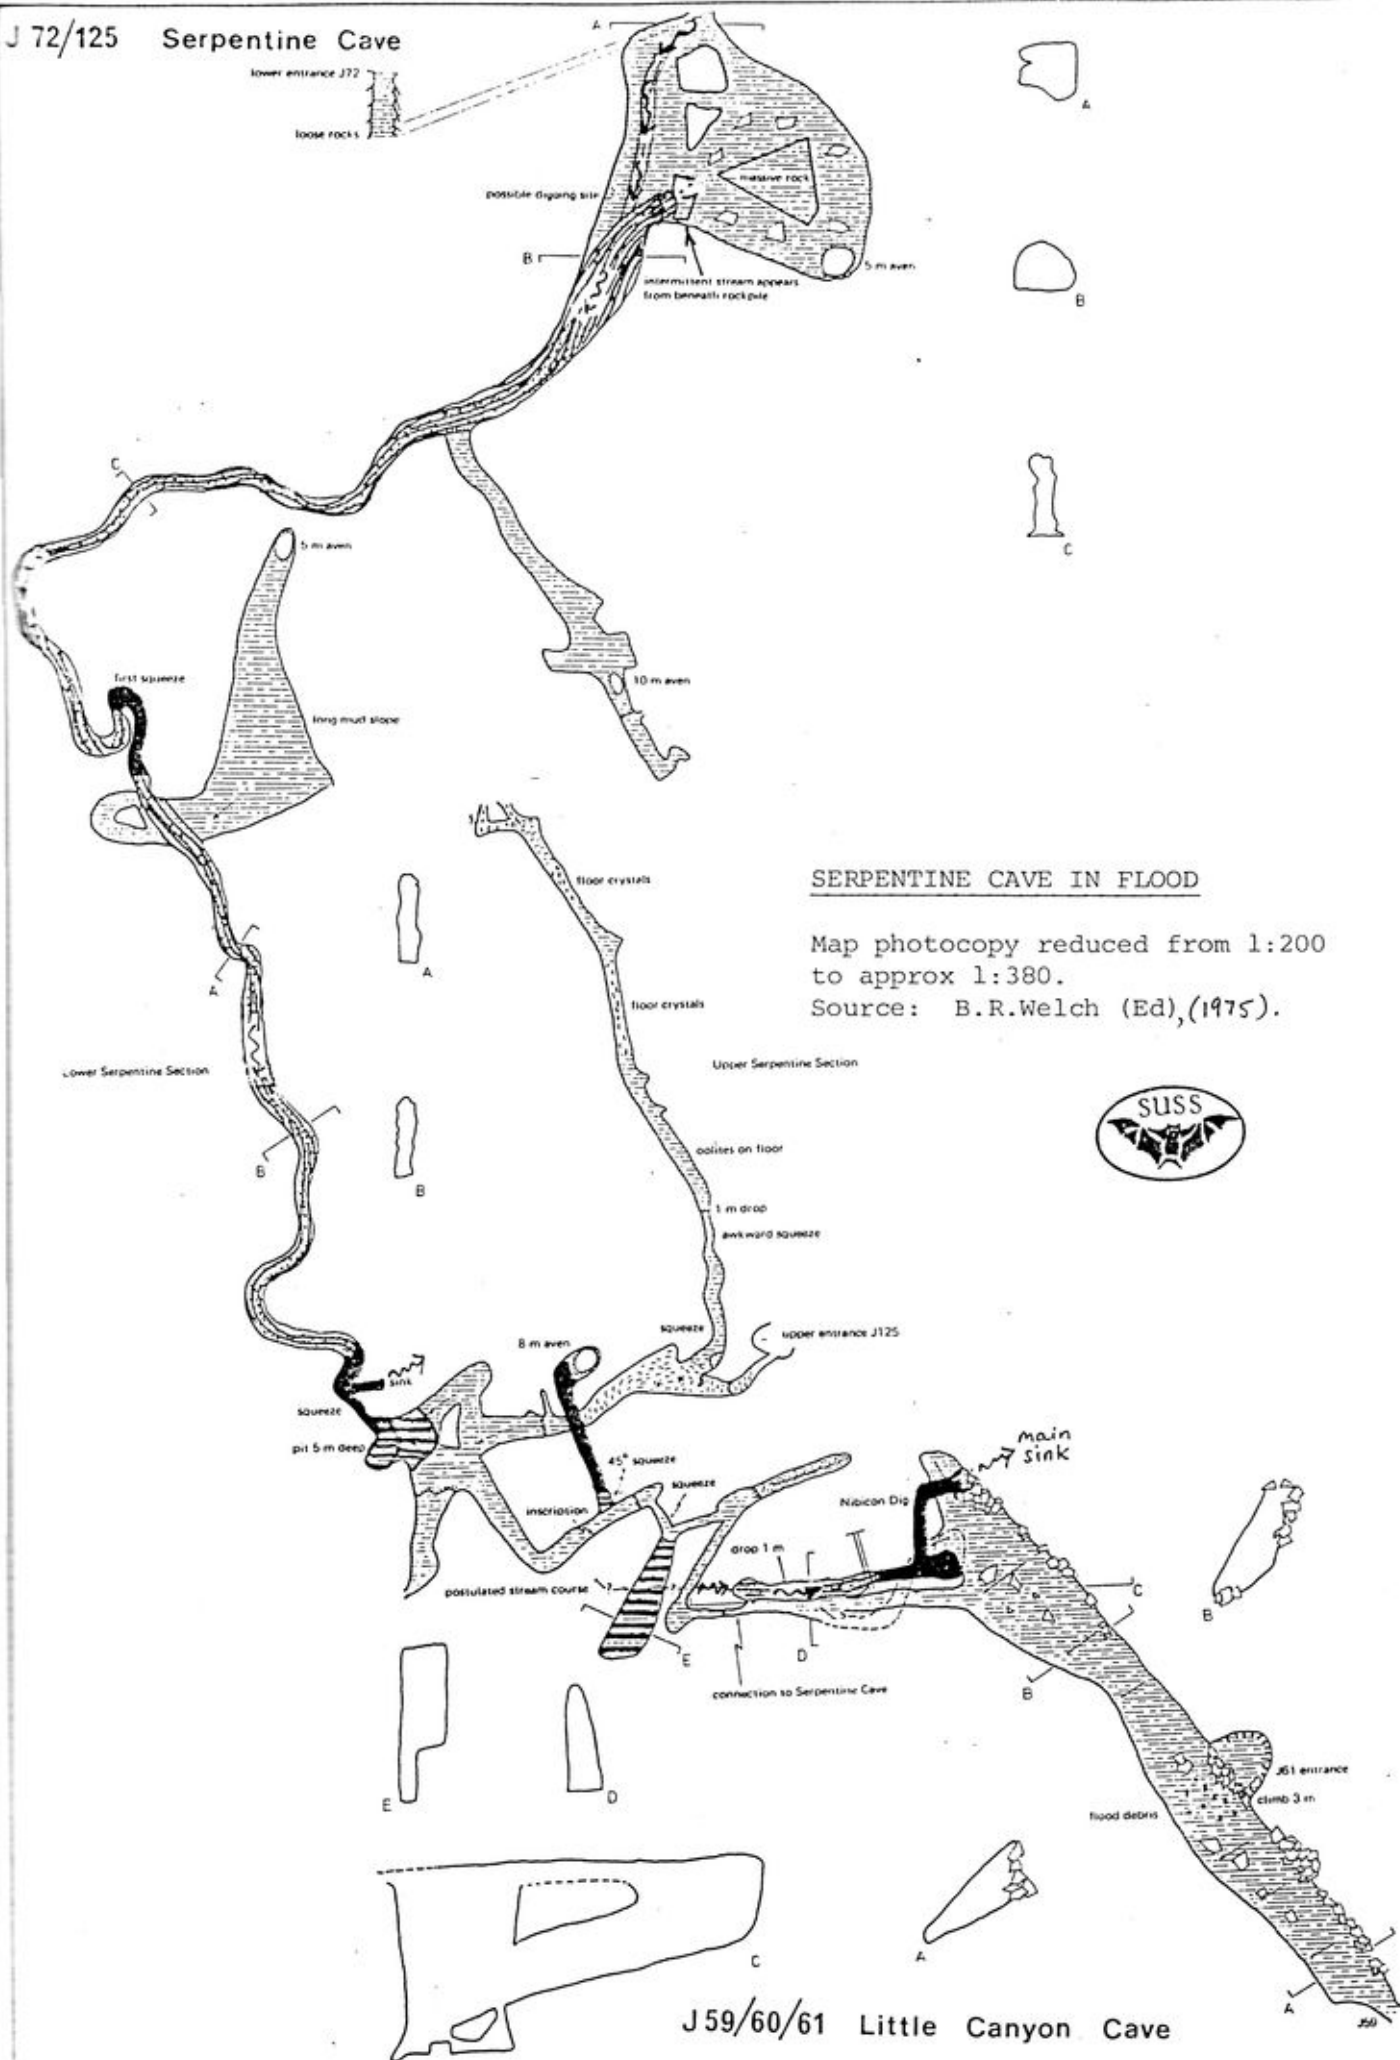 J 72/125 Serpentine Cave
A
lower entrance J72
loose rocks
A
possible digging site
massive rock
B
5 m aven
intermittent stream appears
from beneath rockpile
B
C
C
5 m aven
first squeeze
10 m aven
long mud slope
floor crystals
SERPENTINE CAVE IN FLOOD
Map photocopy reduced from 1:200
to approx 1:380.
Source: B.R.Welch (Ed),(1975).
A
A
floor crystals
Lower Serpentine Section
Upper Serpentine Section
SUSS
B
B
oolites on floor
1 m drop
awkward squeeze
squeeze
upper entrance J125
8 m aven
sink
squeeze
pit 5 m deep
main
sink
45° squeeze
squeeze
inscription
Nibicon Dig
drop 1 m
postulated stream course
?
?
C
B
E
D
B
connection to Serpentine Cave
J61 entrance
climb 3 m
flood debris
E
D
C
A
A
J59
J59/60/61 Little Canyon Cave